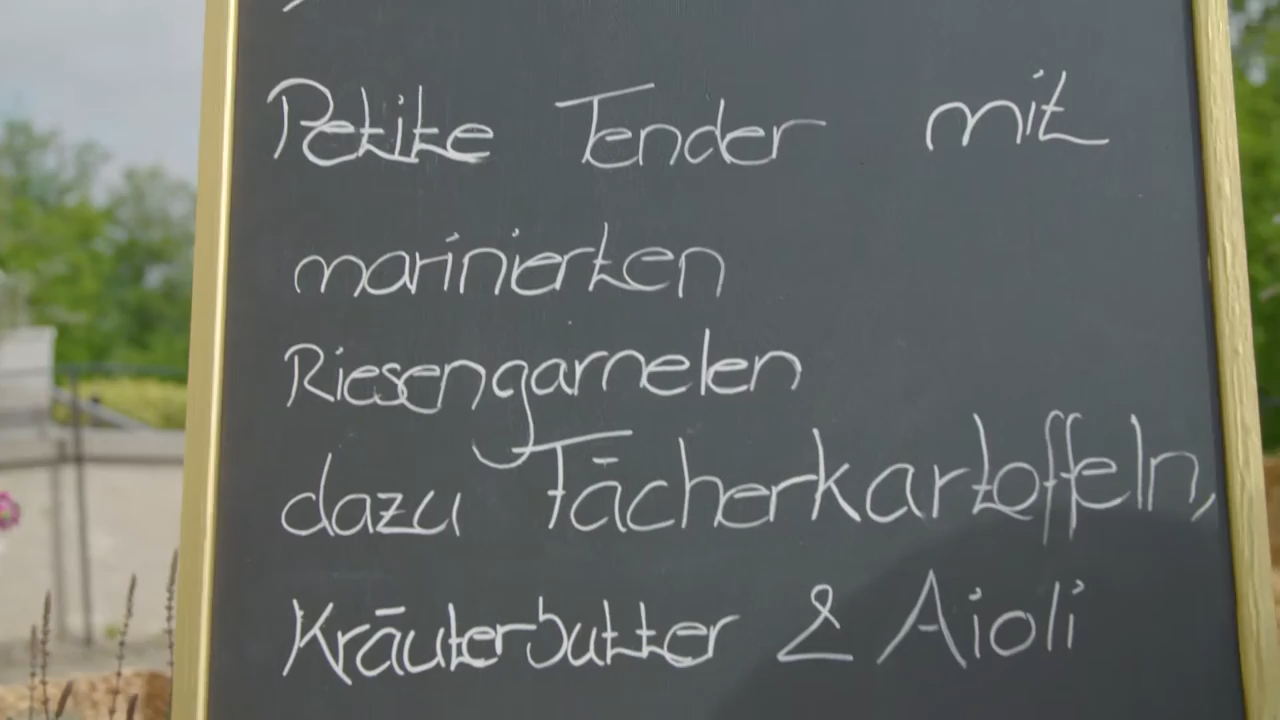 Petite Tender mit
marinierten
Riesengarnelen
dazu Fächerkartoffeln,
Kräuterbutter & Aioli